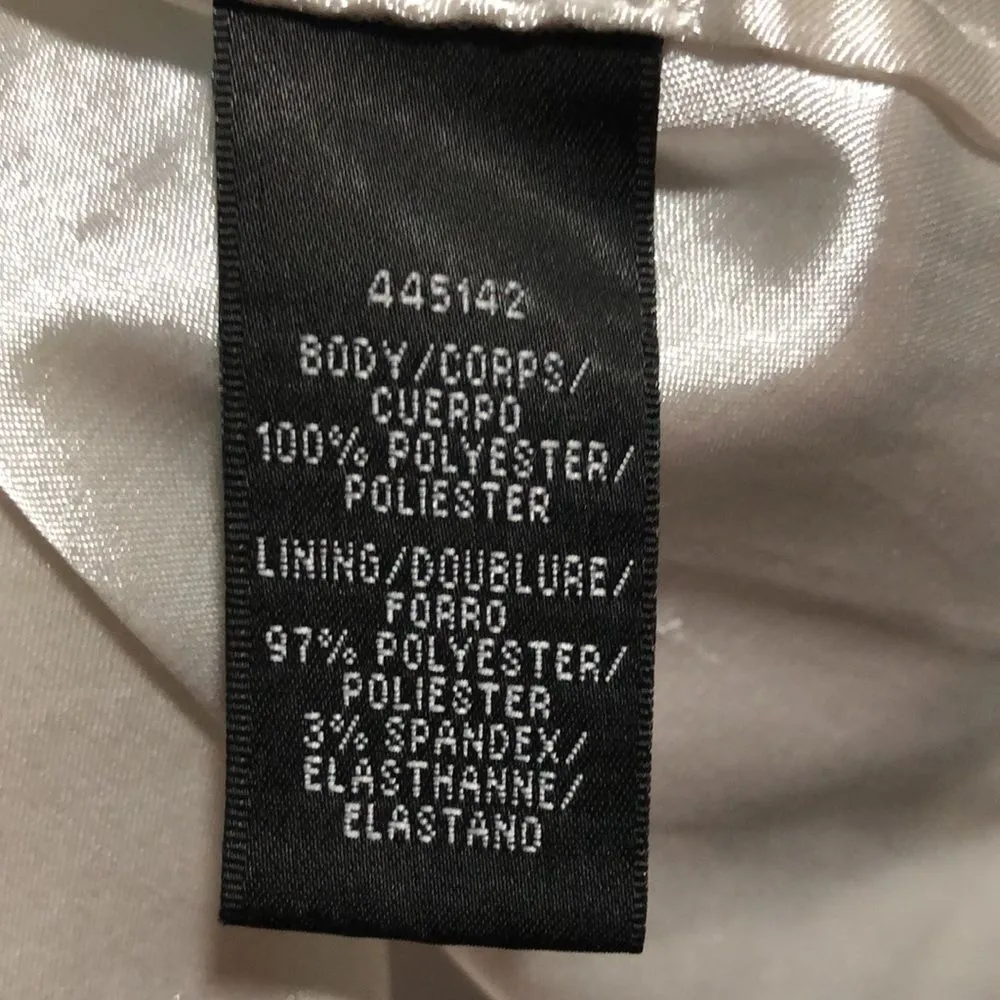 445142
BODY/CORPS/
CUERPO
100% POLYESTER/
POLIESTER
LINING/DOUBLURE/
FORRO
97% POLYESTER/
POLIESTER
3% SPANDEX/
ELASTHANNE/
ELASTANO